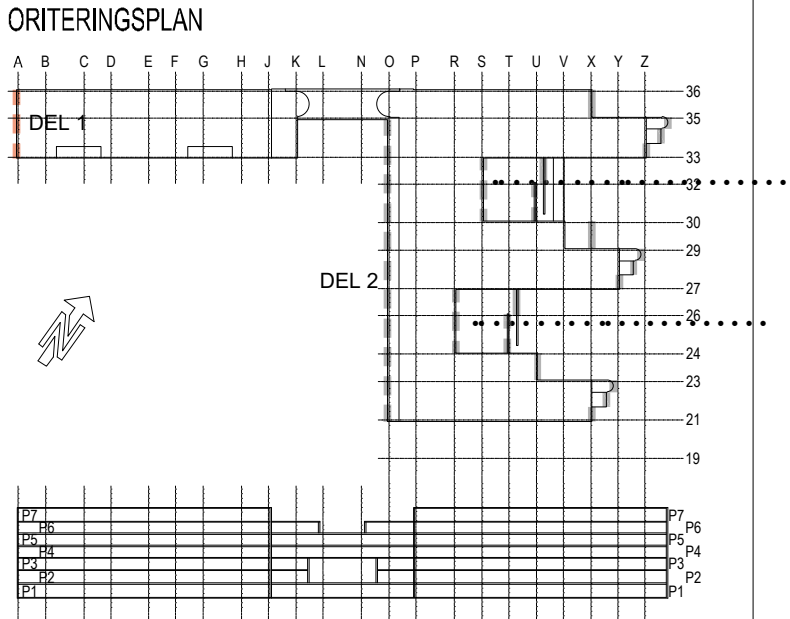 ORITERINGSPLAN
A B C D E F G H J K L N O P R S T U V X Y Z
36
DEL 1
35
33
32
30
29
DEL 2
27
26
N
24
23
21
19
P7 P7
P6 P6
P5 P5
P4 P4
P3 P3
P2 P2
P1 P1